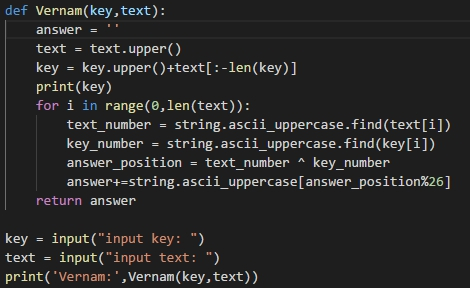 def Vernam(key,text):
    answer = ''
    text = text.upper()
    key = key.upper()+text[:-len(key)]
    print(key)
    for i in range(0,len(text)):
        text_number = string.ascii_uppercase.find(text[i])
        key_number = string.ascii_uppercase.find(key[i])
        answer_position = text_number ^ key_number
        answer+=string.ascii_uppercase[answer_position%26]
    return answer
key = input("input key: ")
text = input("input text: ")
print('Vernam:',Vernam(key,text))